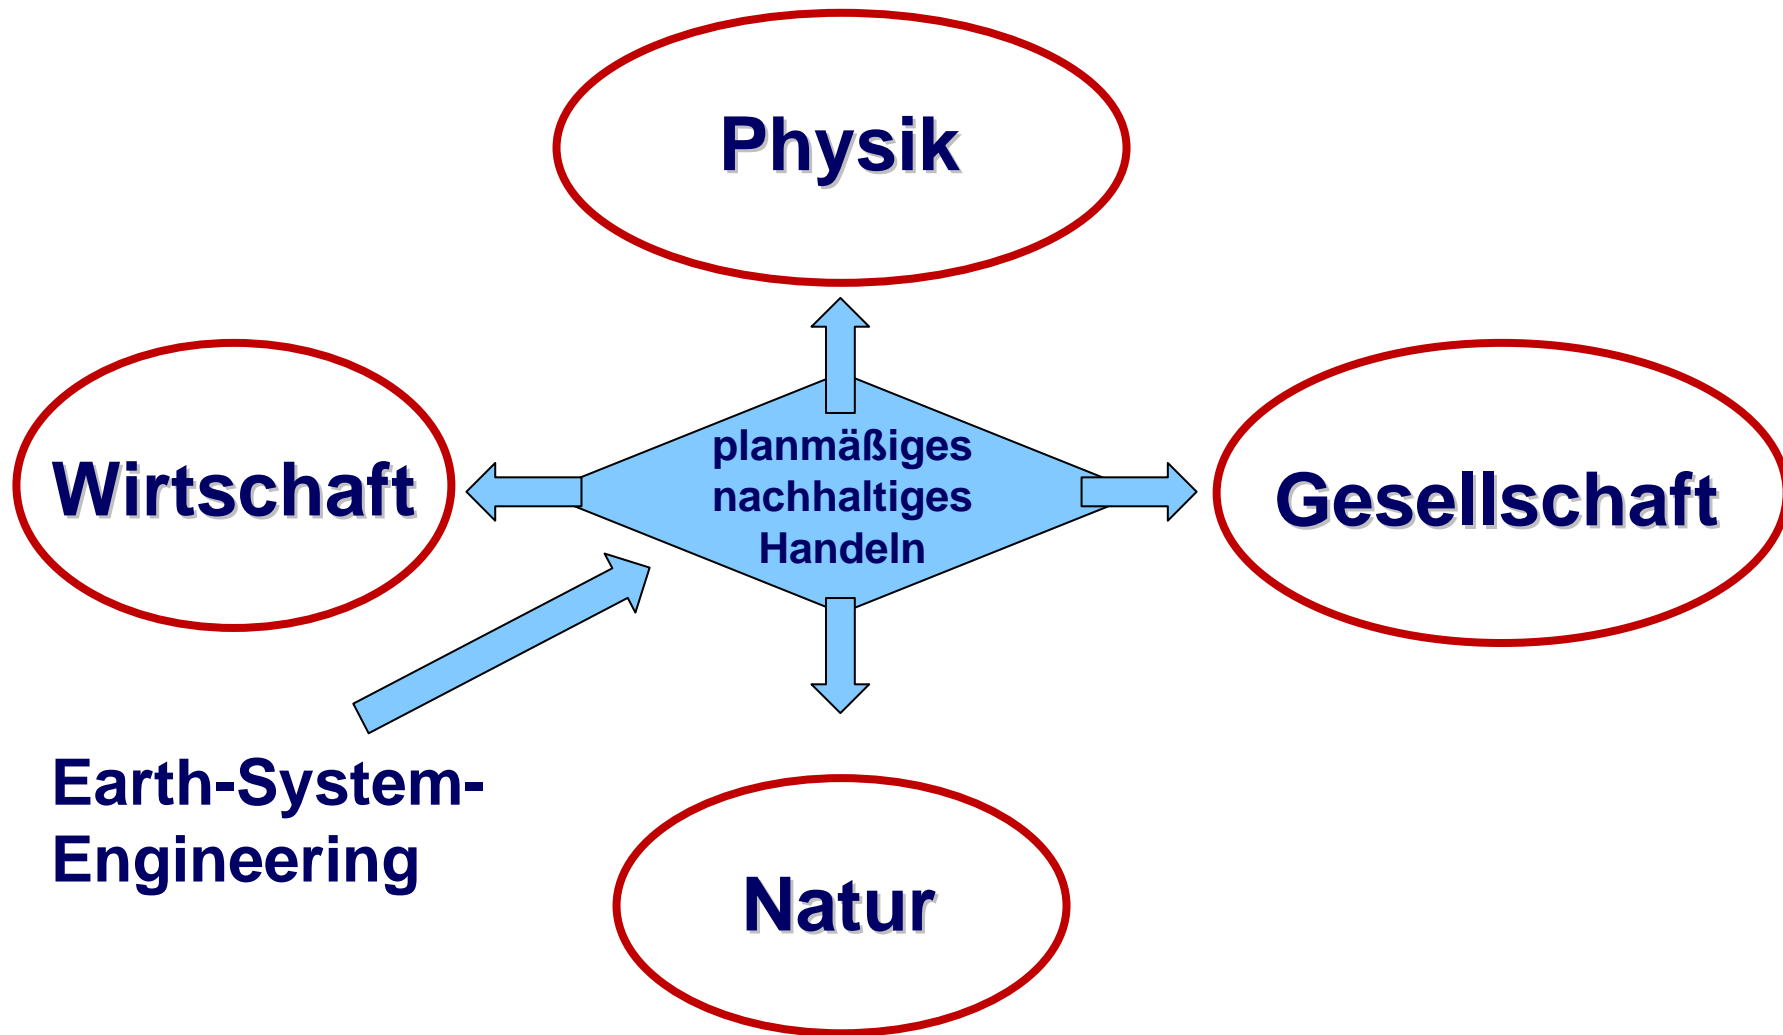 Physik
Wirtschaft
planmäßiges
nachhaltiges
Handeln
Gesellschaft
Earth-System-
Engineering
Natur